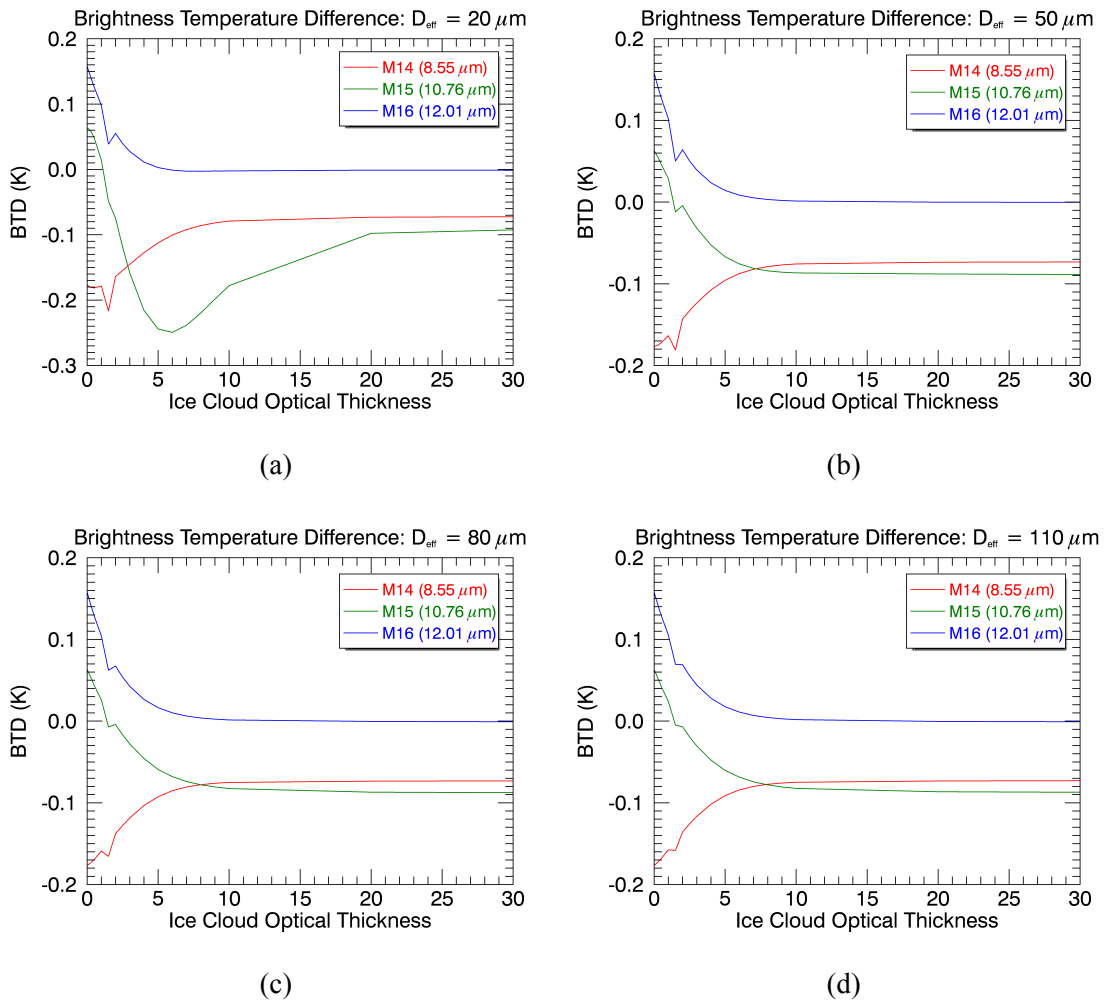 Brightness Temperature Difference: Deff = 20 μm
0.2
0.1
0.0
-0.1
-0.2
-0.3
BTD (K)
M14 (8.55 μm)
M15 (10.76 μm)
M16 (12.01 μm)
0 5 10 15 20 25 30
Ice Cloud Optical Thickness
(a)
Brightness Temperature Difference: Deff = 50 μm
0.2
0.1
0.0
-0.1
-0.2
BTD (K)
M14 (8.55 μm)
M15 (10.76 μm)
M16 (12.01 μm)
0 5 10 15 20 25 30
Ice Cloud Optical Thickness
(b)
Brightness Temperature Difference: Deff = 80 μm
0.2
0.1
0.0
-0.1
-0.2
BTD (K)
M14 (8.55 μm)
M15 (10.76 μm)
M16 (12.01 μm)
0 5 10 15 20 25 30
Ice Cloud Optical Thickness
(c)
Brightness Temperature Difference: Deff = 110 μm
0.2
0.1
0.0
-0.1
-0.2
BTD (K)
M14 (8.55 μm)
M15 (10.76 μm)
M16 (12.01 μm)
0 5 10 15 20 25 30
Ice Cloud Optical Thickness
(d)